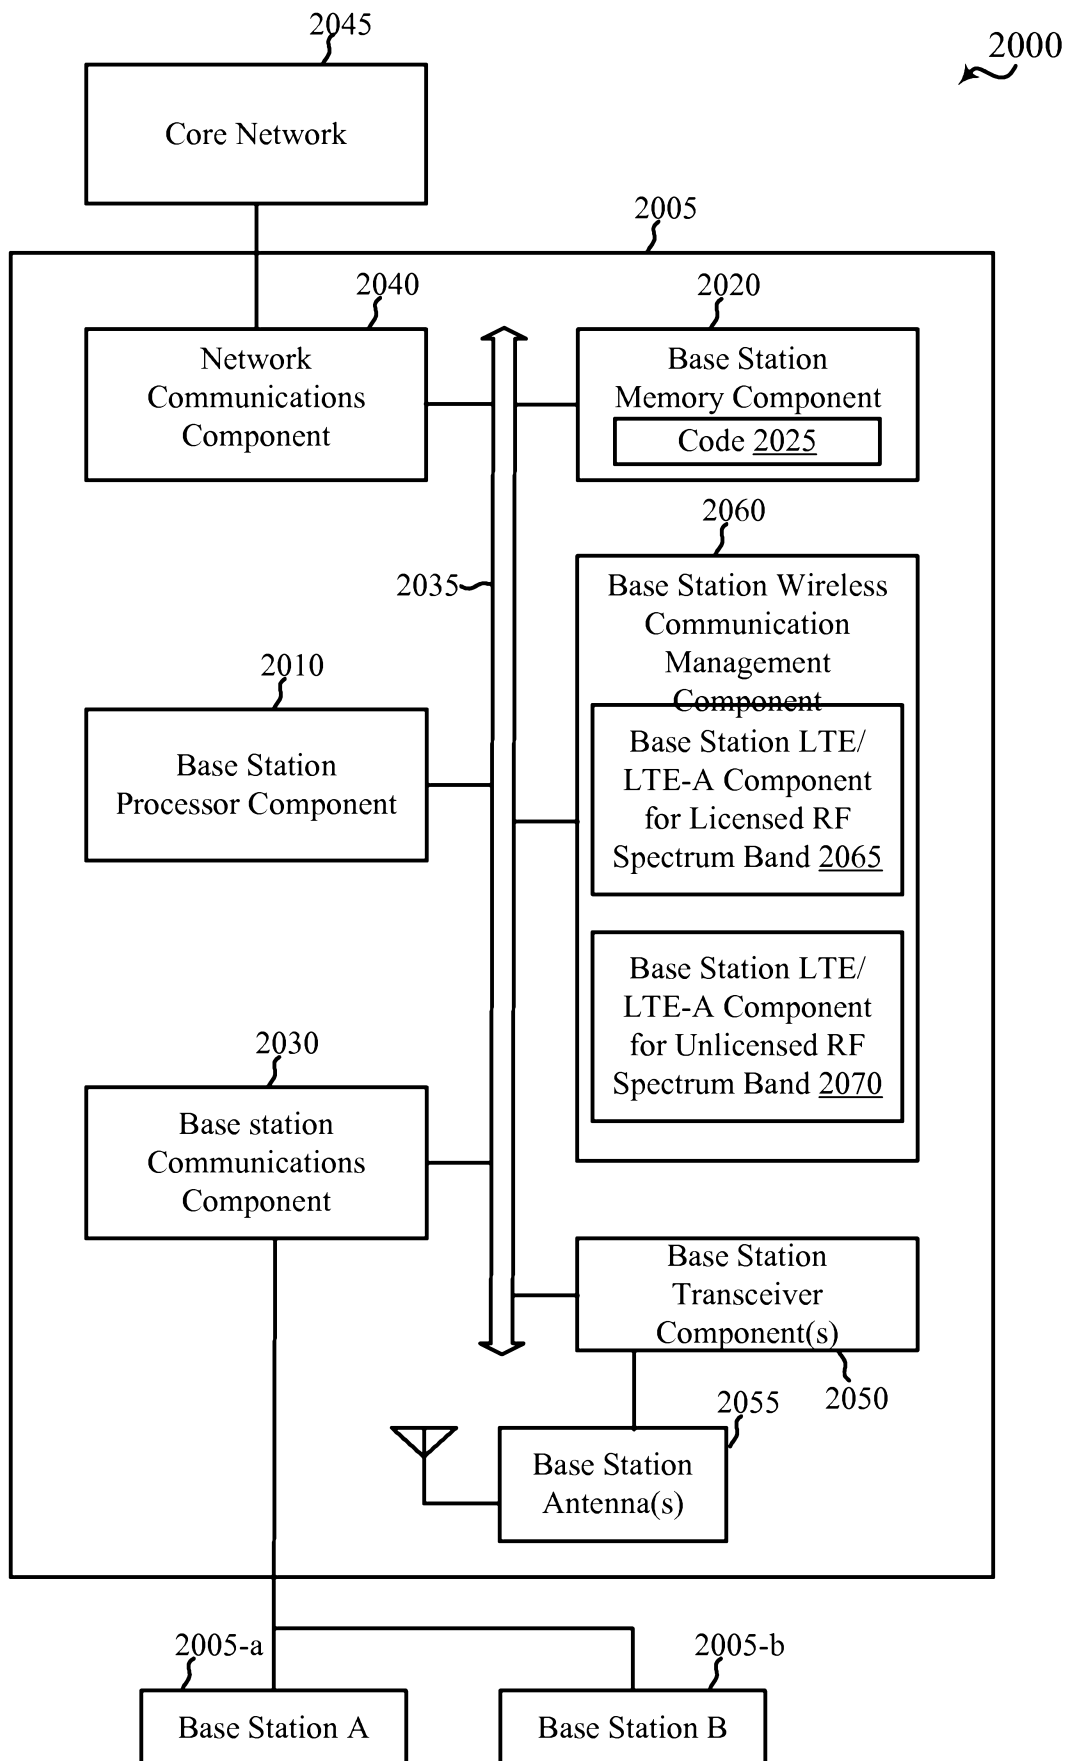 2045
2000
Core Network
2005
2040
2020
Network
Communications
Component
Base Station
Memory Component
Code 2025
2060
2035
Base Station Wireless
Communication
Management
Component
2010
Base Station
Processor Component
Base Station LTE/
LTE-A Component
for Licensed RF
Spectrum Band 2065
Base Station LTE/
LTE-A Component
for Unlicensed RF
Spectrum Band 2070
2030
Base station
Communications
Component
Base Station
Transceiver
Component(s)
2050
2055
Base Station
Antenna(s)
2005-a
2005-b
Base Station A
Base Station B